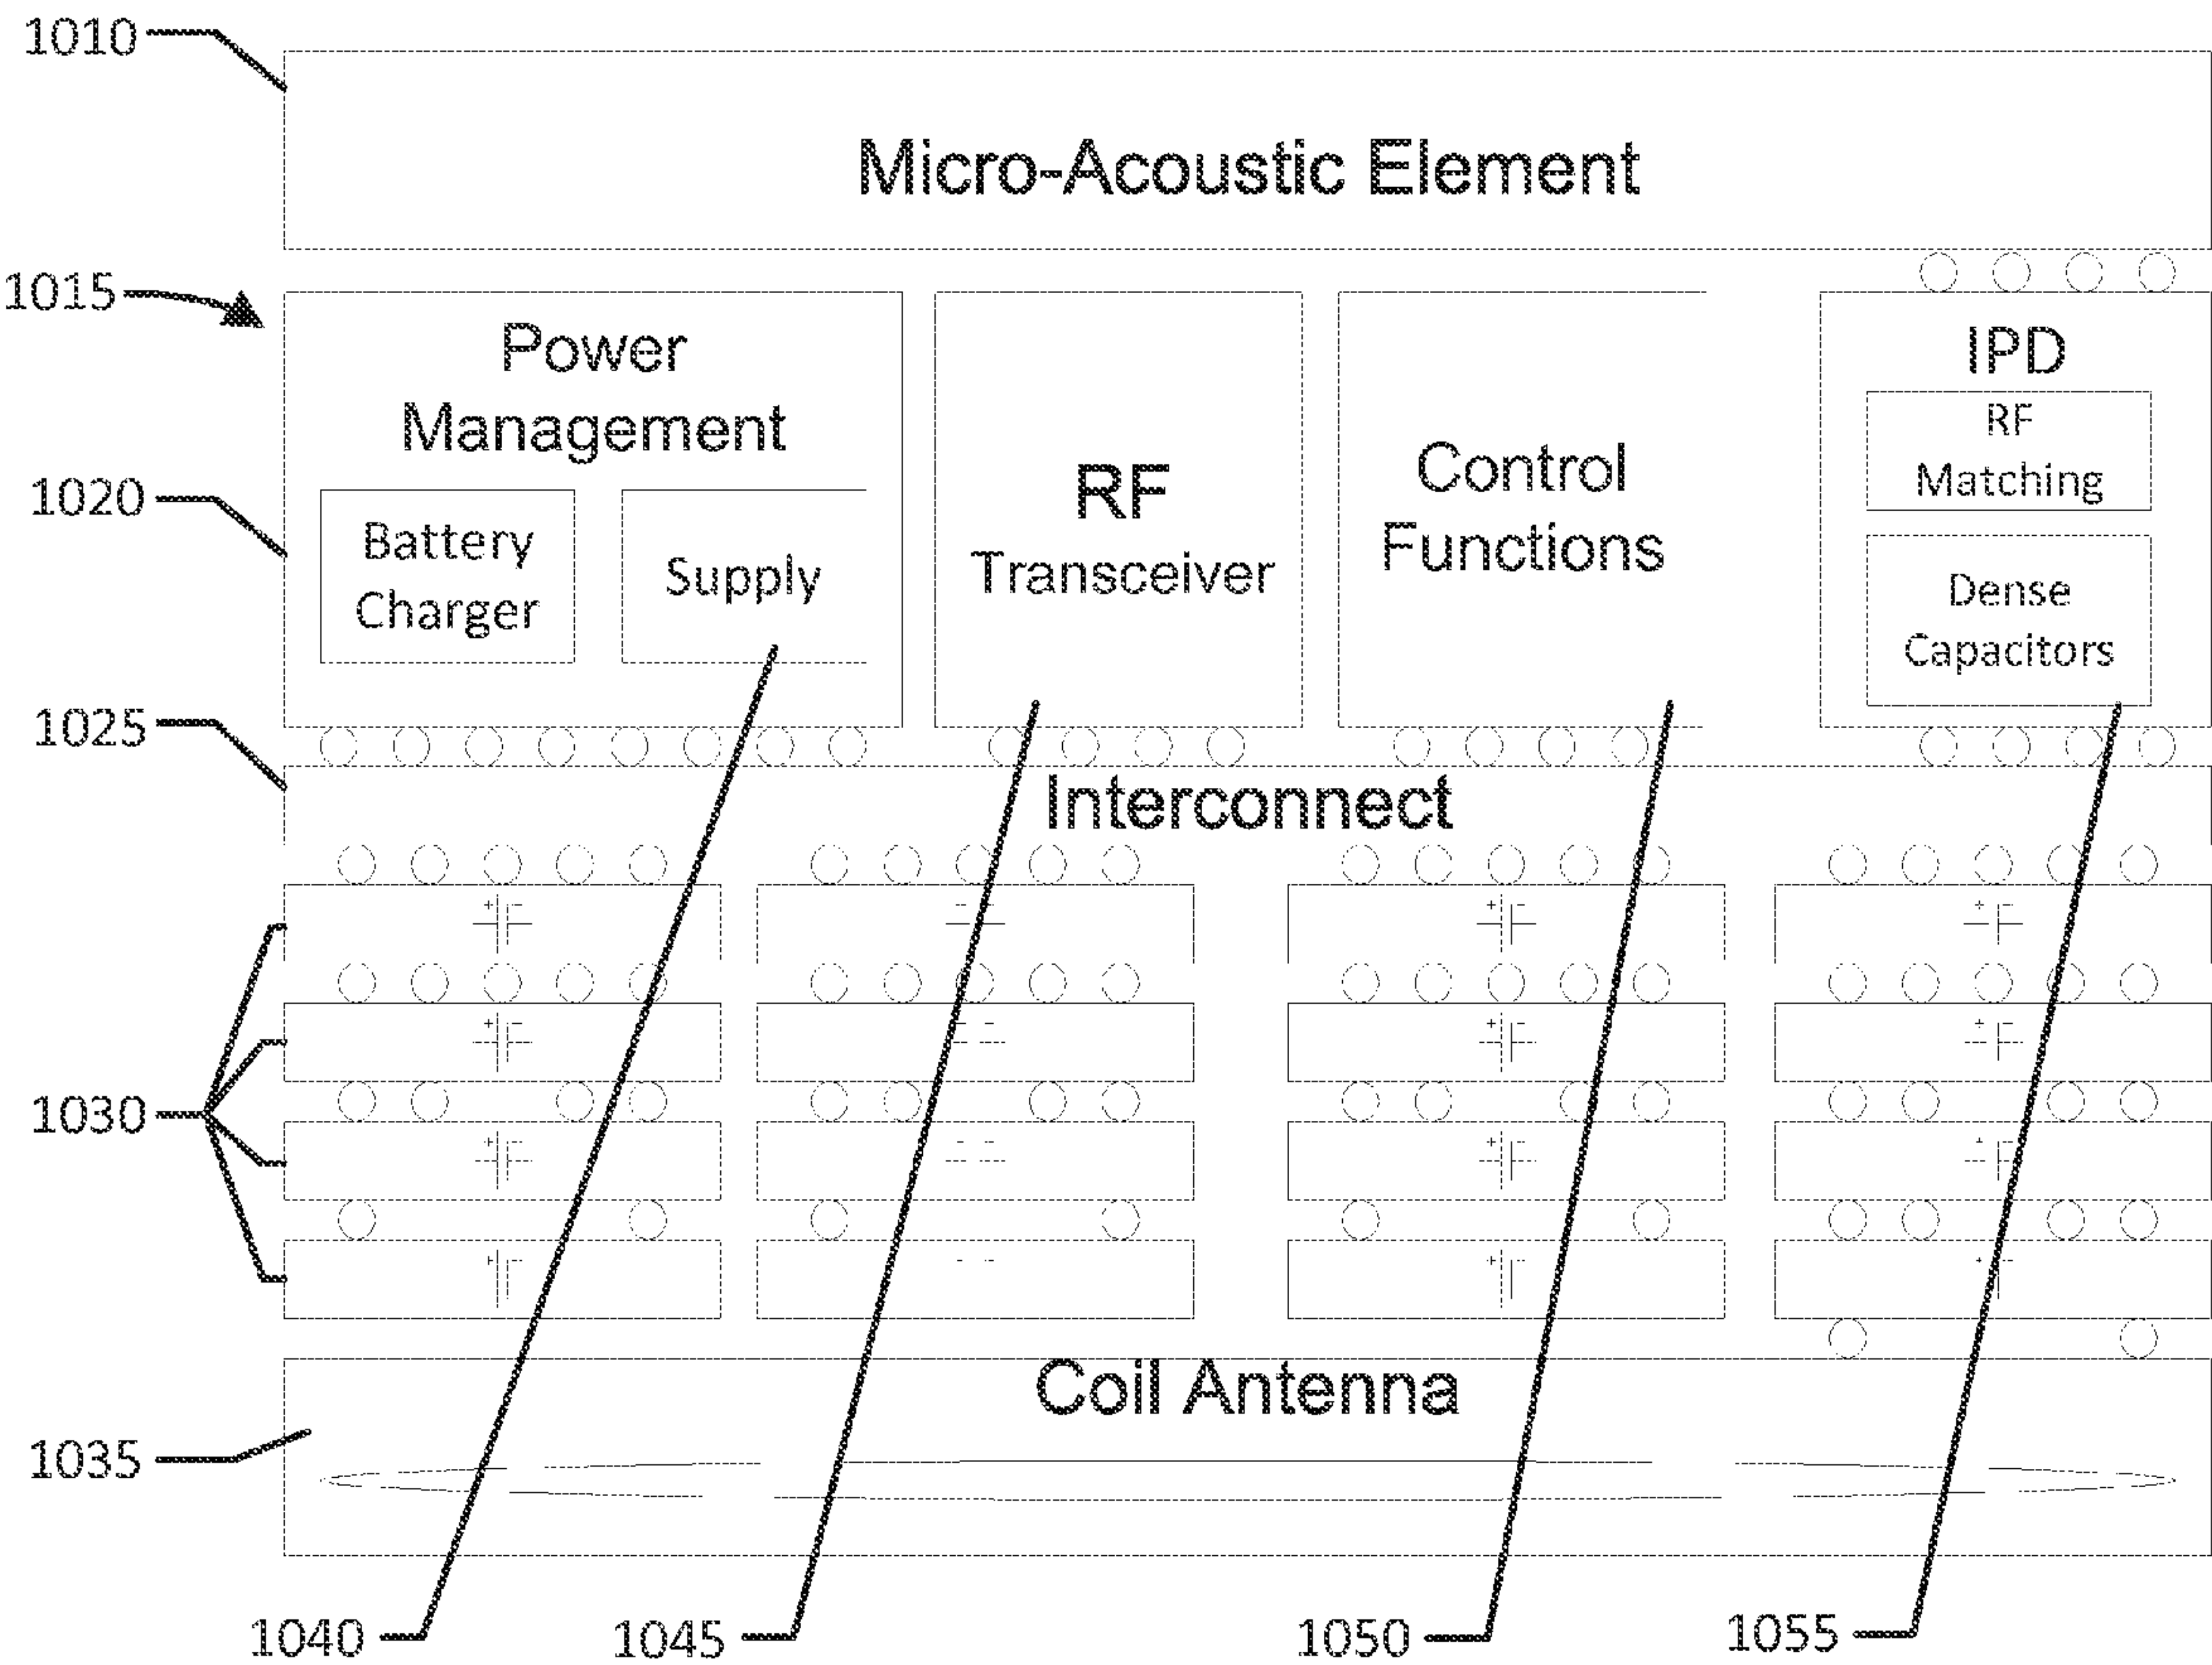 1010
Micro-Acoustic Element
1015
Power
Management
Battery
Charger
Supply
RF
Transceiver
Control
Functions
IPD
RF
Matching
Dense
Capacitors
1020
1025
Interconnect
1030
Coil Antenna
1035
1040
1045
1050
1055